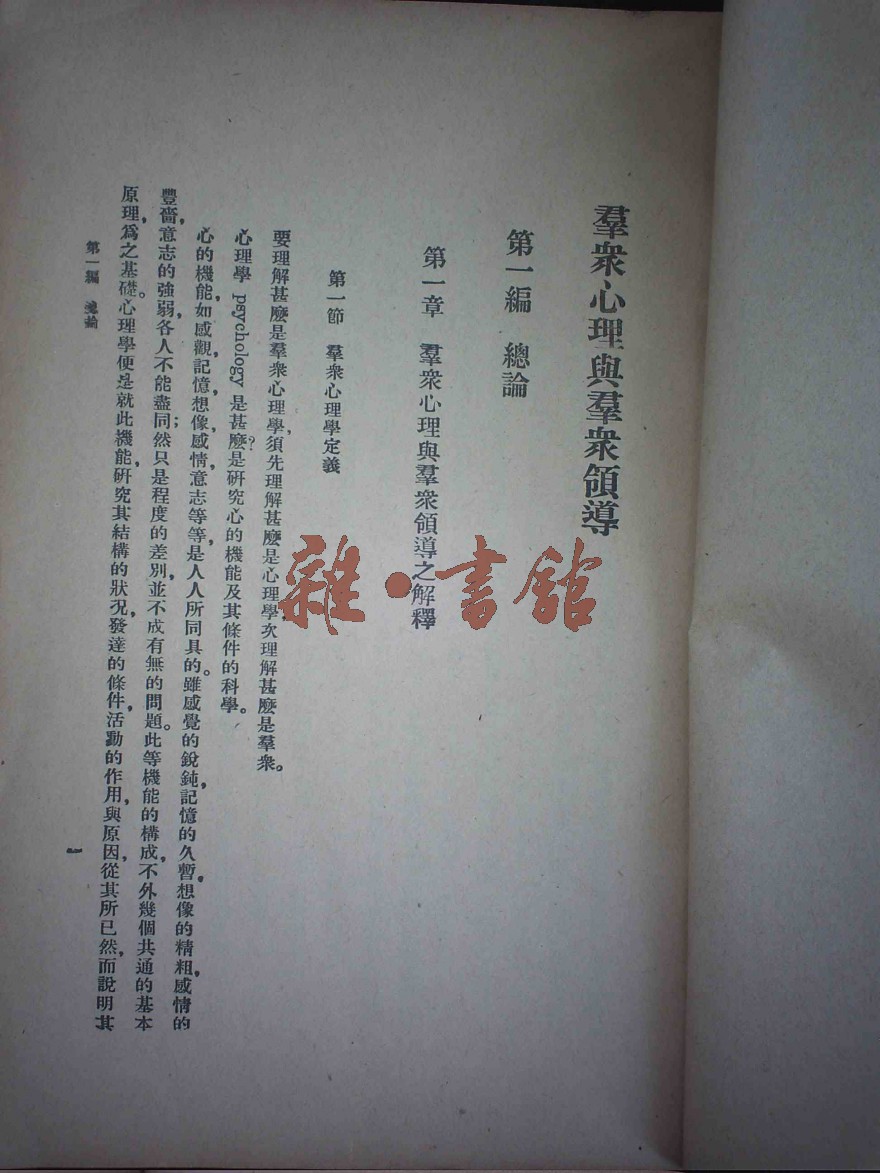 羣衆心理與羣衆領導
第一編　總論
第一章　羣衆心理與羣衆領導之解釋
第一節　羣衆心理學定義
要理解甚麽是羣衆心理學，須先理解甚麽是心理學，次理解甚麽是羣衆。
心理學 psychology 是甚麽？是研究心的機能及其條件的科學。
心的機能如感觀，記憶，想像，感情，意志等等，是人人所同具的。雖感覺的銳鈍，記憶的久暫，想像的精粗，感情的
豐嗇，意志的強弱，各人不能盡同；然只是程度的差別，並不成有無的問題。此等機能的構成，不外幾個共通的基本
原理，爲之基礎。心理學便是就此機能，研究其結構的狀況，發達的條件，活動的作用，與原因，從其所已然，而說明其
第一編　總論
一
雜·書館